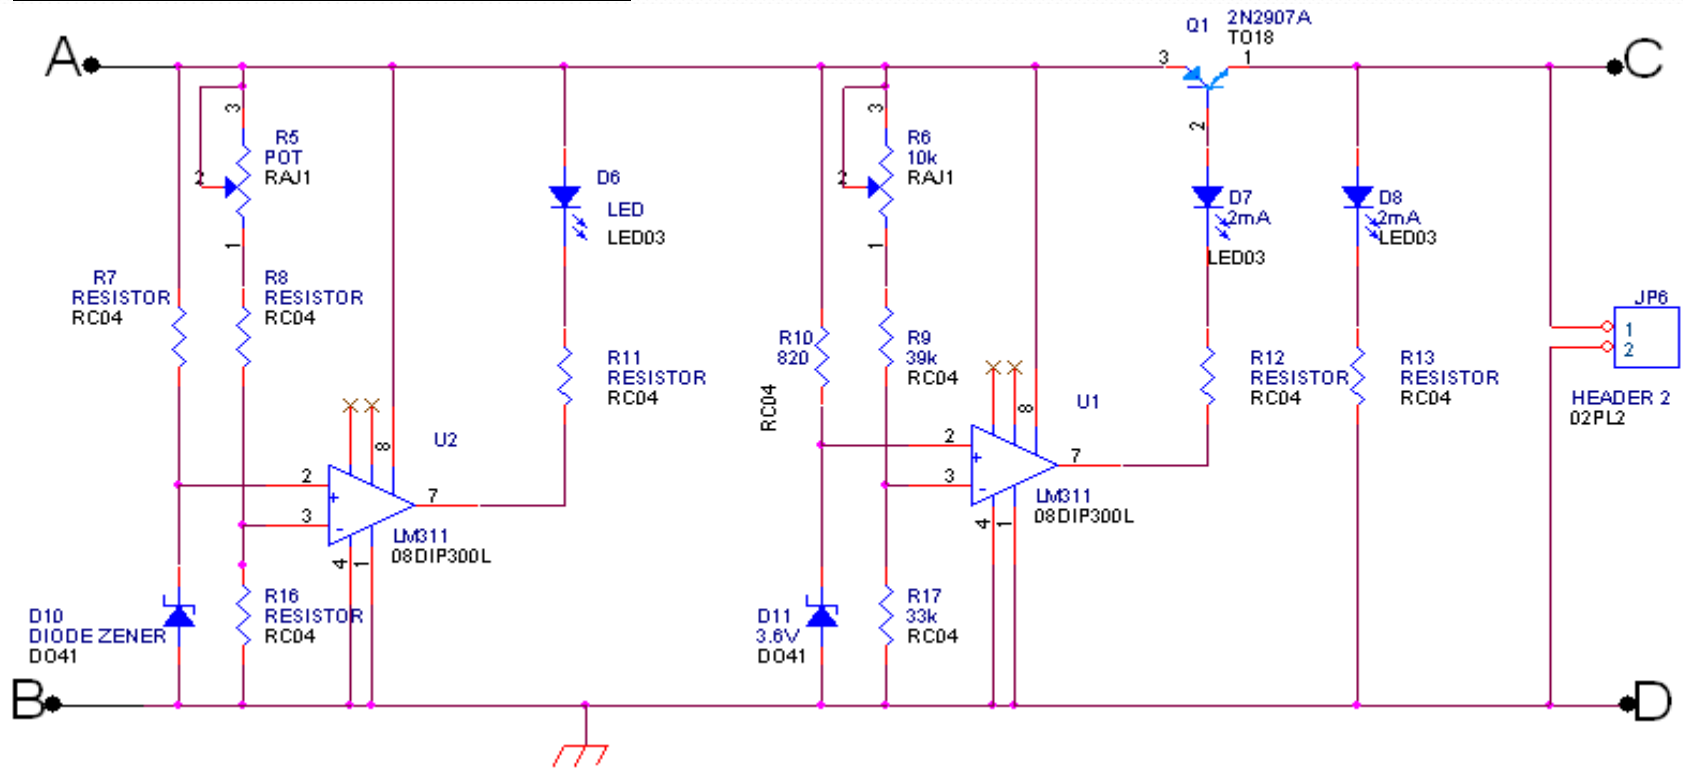 A
Q1
2N2907A
TO18
3
1
C
3
R5
POT
RAJ1
2
1
D6
LED
LED03
3
R6
10k
RAJ1
2
1
2
D7
2mA
LED03
D8
2mA
LED03
R7
RESISTOR
RC04
R8
RESISTOR
RC04
R11
RESISTOR
RC04
R10
820
RC04
R9
39k
RC04
R12
RESISTOR
RC04
R13
RESISTOR
RC04
JP6
1
2
HEADER 2
02PL2
8
U2
2
+
3
-
7
LM311
08DIP300L
4
1
8
U1
2
+
3
-
7
LM311
08DIP300L
4
1
D10
DIODE ZENER
DO41
R16
RESISTOR
RC04
D11
3.6V
DO41
R17
33k
RC04
B
D